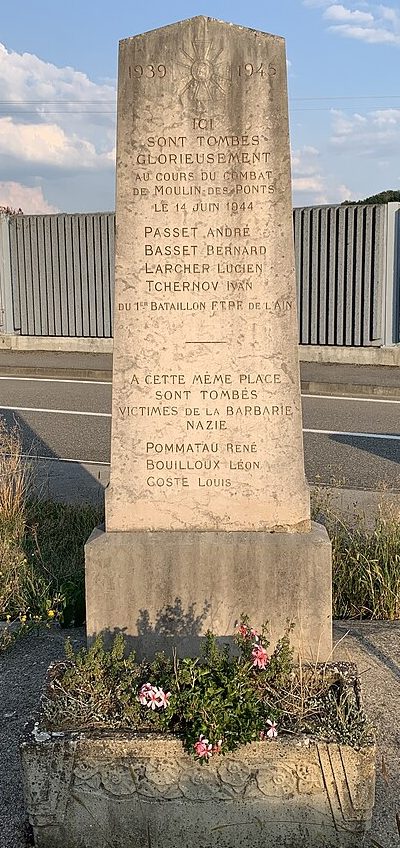 1939 1945
ICI
SONT TOMBÉS
GLORIEUSEMENT
AU COURS DU COMBAT
DE MOULIN-DES-PONTS
LE 14 JUIN 1944
PASSET ANDRÉ
BASSET BERNARD
LARCHER LUCIEN
TCHERNOV IVAN
DU 1ER BATAILLON F.T.P.F. DE L'AIN
A CETTE MÊME PLACE
SONT TOMBÉS
VICTIMES DE LA BARBARIE
NAZIE
POMMATAU RENÉ
BOUILLOUX LÉON
COSTE LOUIS